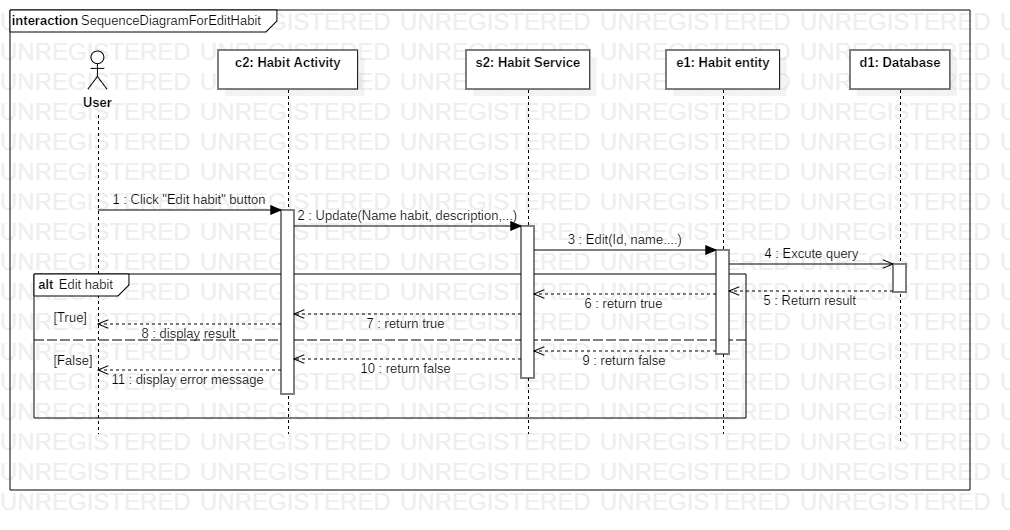 interaction SequenceDiagramForEditHabit
User
c2: Habit Activity
s2: Habit Service
e1: Habit entity
d1: Database
1 : Click "Edit habit" button
2 : Update(Name habit, description,...)
3 : Edit(Id, name....)
4 : Excute query
alt Edit habit
5 : Return result
6 : return true
[True]
7 : return true
8 : display result
[False]
9 : return false
10 : return false
11 : display error message
UNREGISTERED